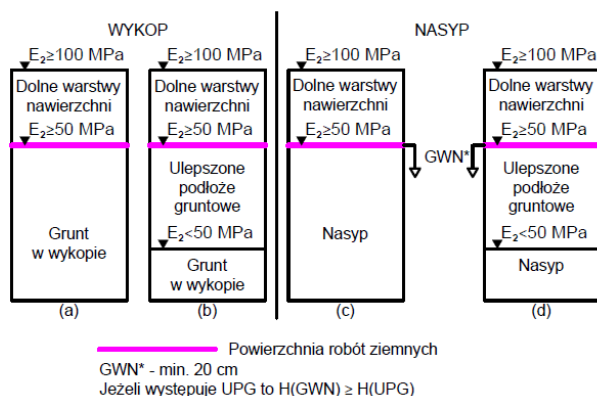 WYKOP
NASYP
E₂≥100 MPa
E₂≥100 MPa
E₂≥100 MPa
E₂≥100 MPa
Dolne warstwy
nawierzchni
Dolne warstwy
nawierzchni
Dolne warstwy
nawierzchni
Dolne warstwy
nawierzchni
E₂≥50 MPa
E₂≥50 MPa
E₂≥50 MPa
E₂≥50 MPa
GWN*
Grunt
w wykopie
Ulepszone
podłoże
gruntowe
E₂<50 MPa
Grunt
w wykopie
Nasyp
Ulepszone
podłoże
gruntowe
E₂<50 MPa
Nasyp
(a)
(b)
(c)
(d)
Powierzchnia robót ziemnych
GWN* - min. 20 cm
Jeżeli występuje UPG to H(GWN) ≥ H(UPG)